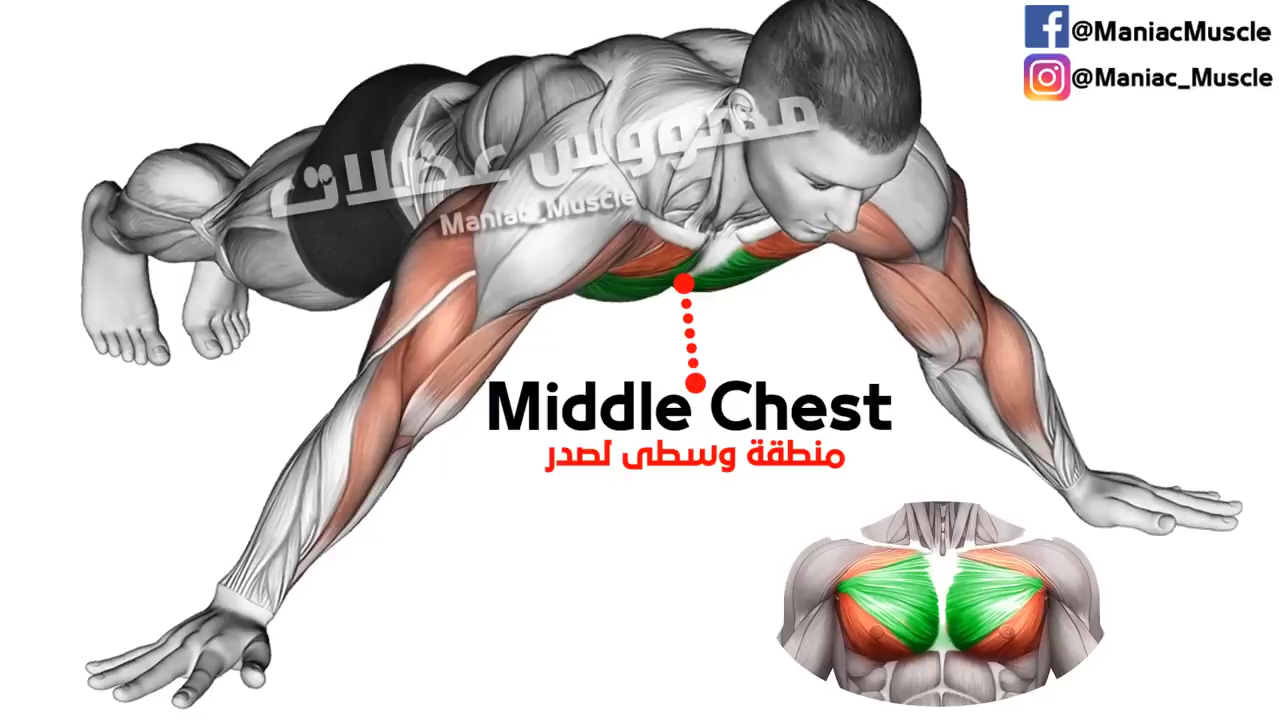 @ManiacMuscle
@Maniac_Muscle
مهووس عضلات
Maniac_Muscle
Middle Chest
منطقة وسطى لصدر